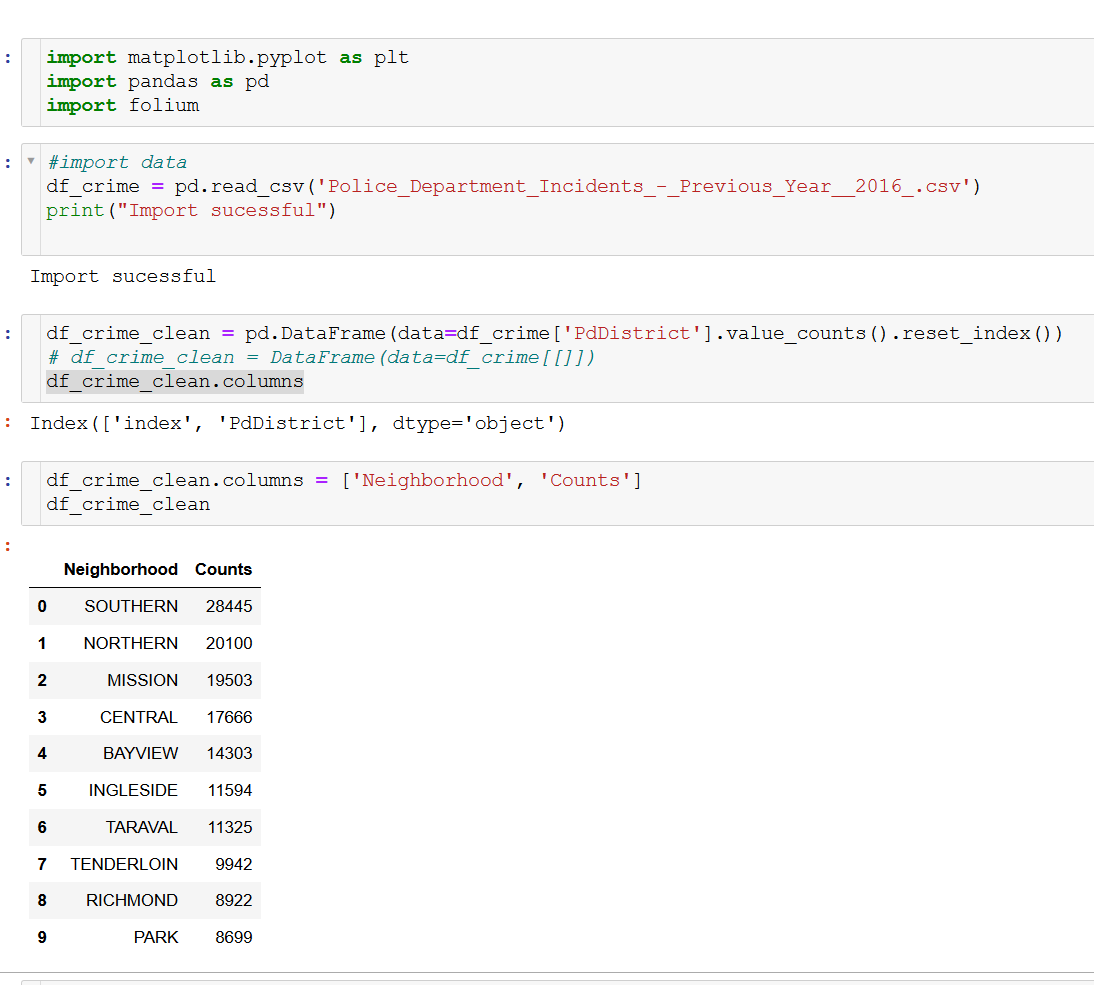 : import matplotlib.pyplot as plt
import pandas as pd
import folium
: #import data
df_crime = pd.read_csv('Police_Department_Incidents_-_Previous_Year__2016_.csv')
print("Import sucessful")
Import sucessful
: df_crime_clean = pd.DataFrame(data=df_crime['PdDistrict'].value_counts().reset_index())
# df_crime_clean = DataFrame(data=df_crime[[]])
df_crime_clean.columns
: Index(['index', 'PdDistrict'], dtype='object')
: df_crime_clean.columns = ['Neighborhood', 'Counts']
df_crime_clean
:
Neighborhood Counts
0 SOUTHERN 28445
1 NORTHERN 20100
2 MISSION 19503
3 CENTRAL 17666
4 BAYVIEW 14303
5 INGLESIDE 11594
6 TARAVAL 11325
7 TENDERLOIN 9942
8 RICHMOND 8922
9 PARK 8699